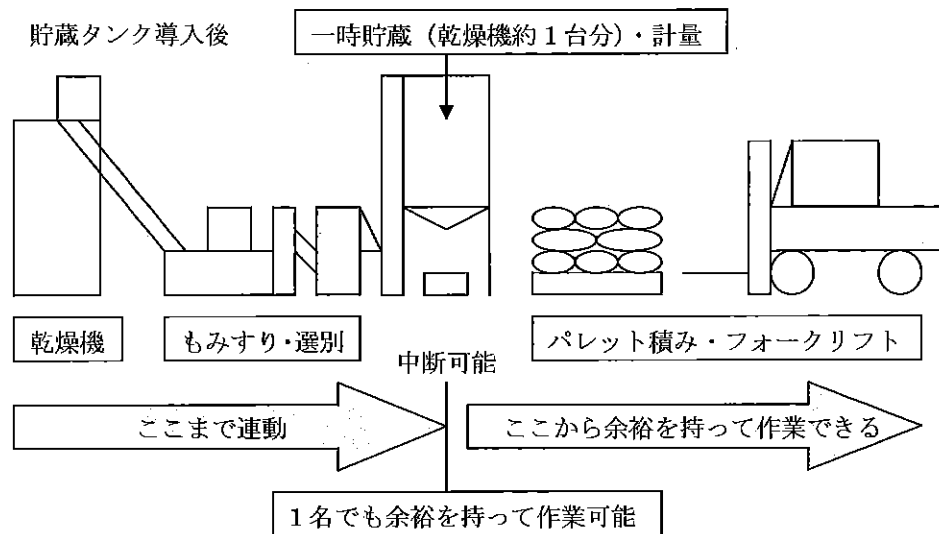 貯蔵タンク導入後
一時貯蔵（乾燥機約１台分）・計量
乾燥機
もみすり・選別
パレット積み・フォークリフト
中断可能
ここまで連動
ここから余裕を持って作業できる
１名でも余裕を持って作業可能